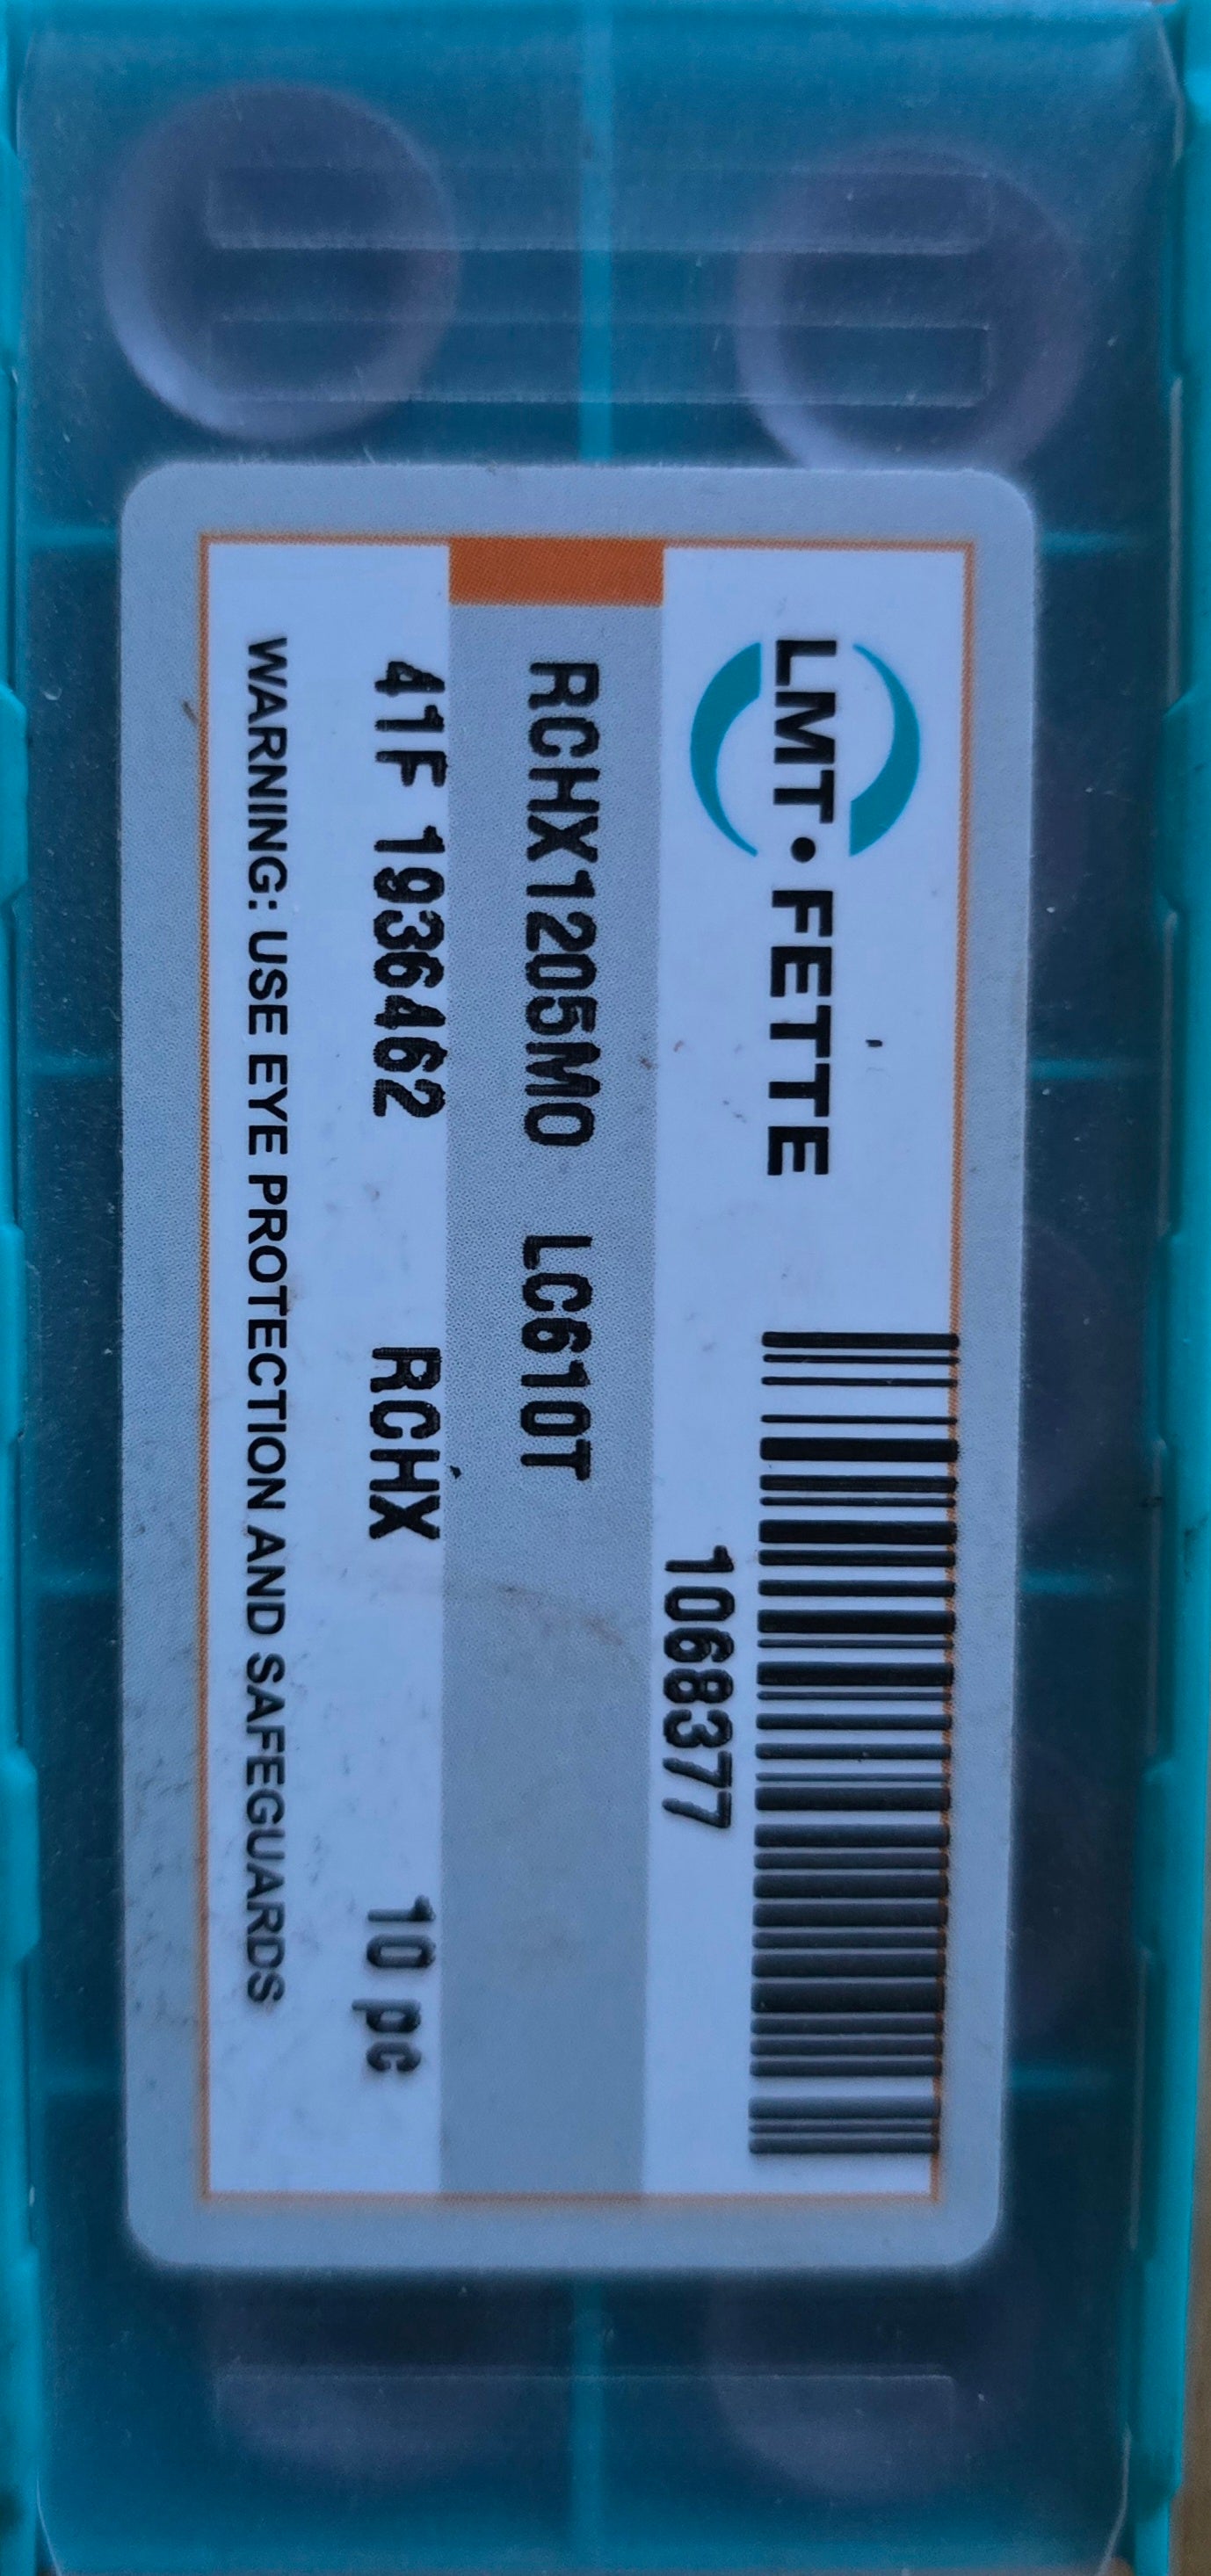 LMT • FETTE
1068377
RCHX1205MO LC610T
41F 1936462 RCHX 10 pc
WARNING: USE EYE PROTECTION AND SAFEGUARDS